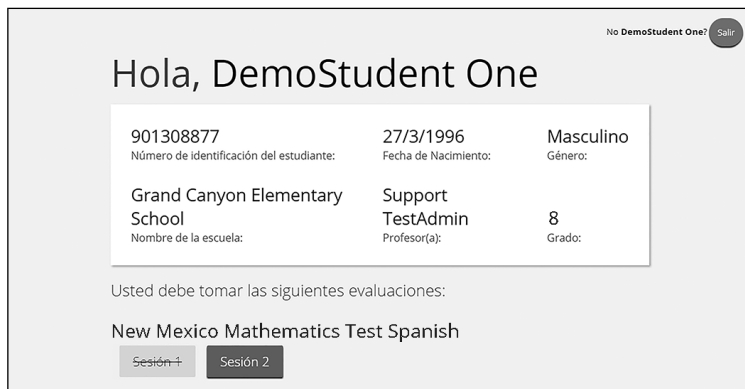 No DemoStudent One? Salir
Hola, DemoStudent One
901308877 27/3/1996 Masculino
Número de identificación del estudiante: Fecha de Nacimiento: Género:
Grand Canyon Elementary Support
School TestAdmin 8
Nombre de la escuela: Profesor(a): Grado:
Usted debe tomar las siguientes evaluaciones:
New Mexico Mathematics Test Spanish
Sesión 1 Sesión 2